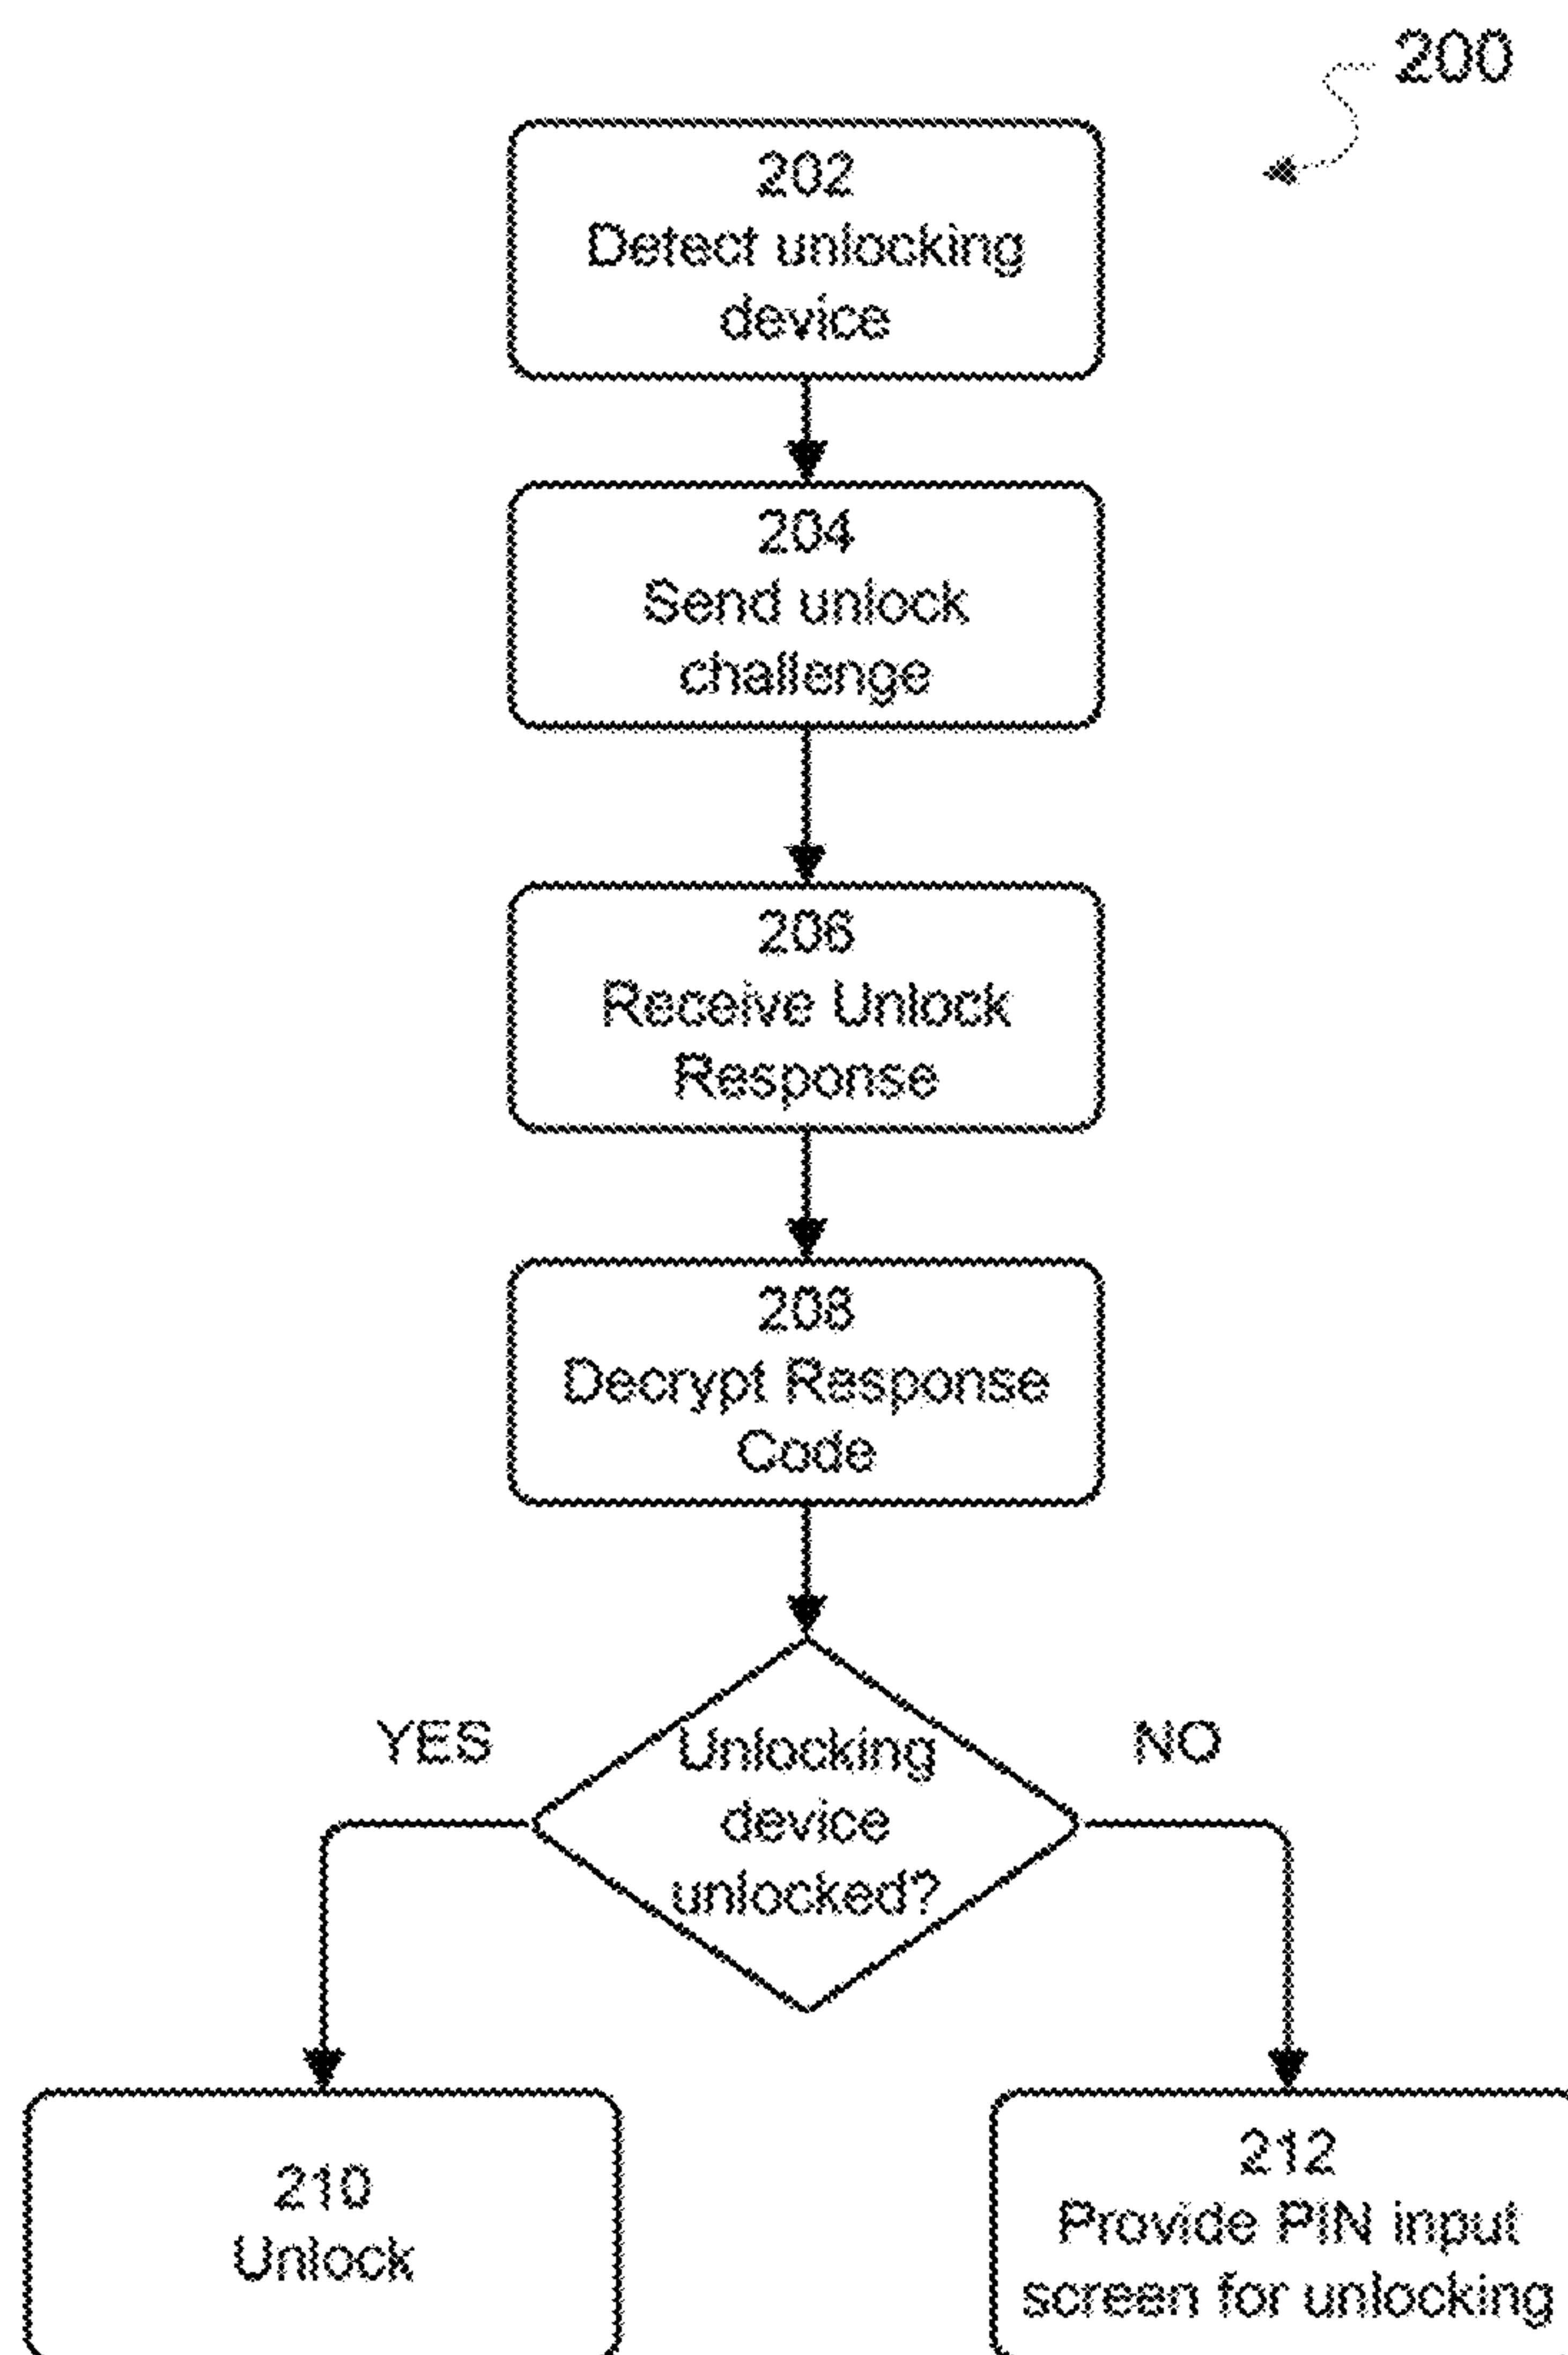 200
202
Detect unlocking
device
204
Send unlock
challenge
206
Receive Unlock
Response
208
Decrypt Response
Code
YES
NO
Unlocking
device
unlocked?
210
Unlock
212
Provide PIN input
screen for unlocking